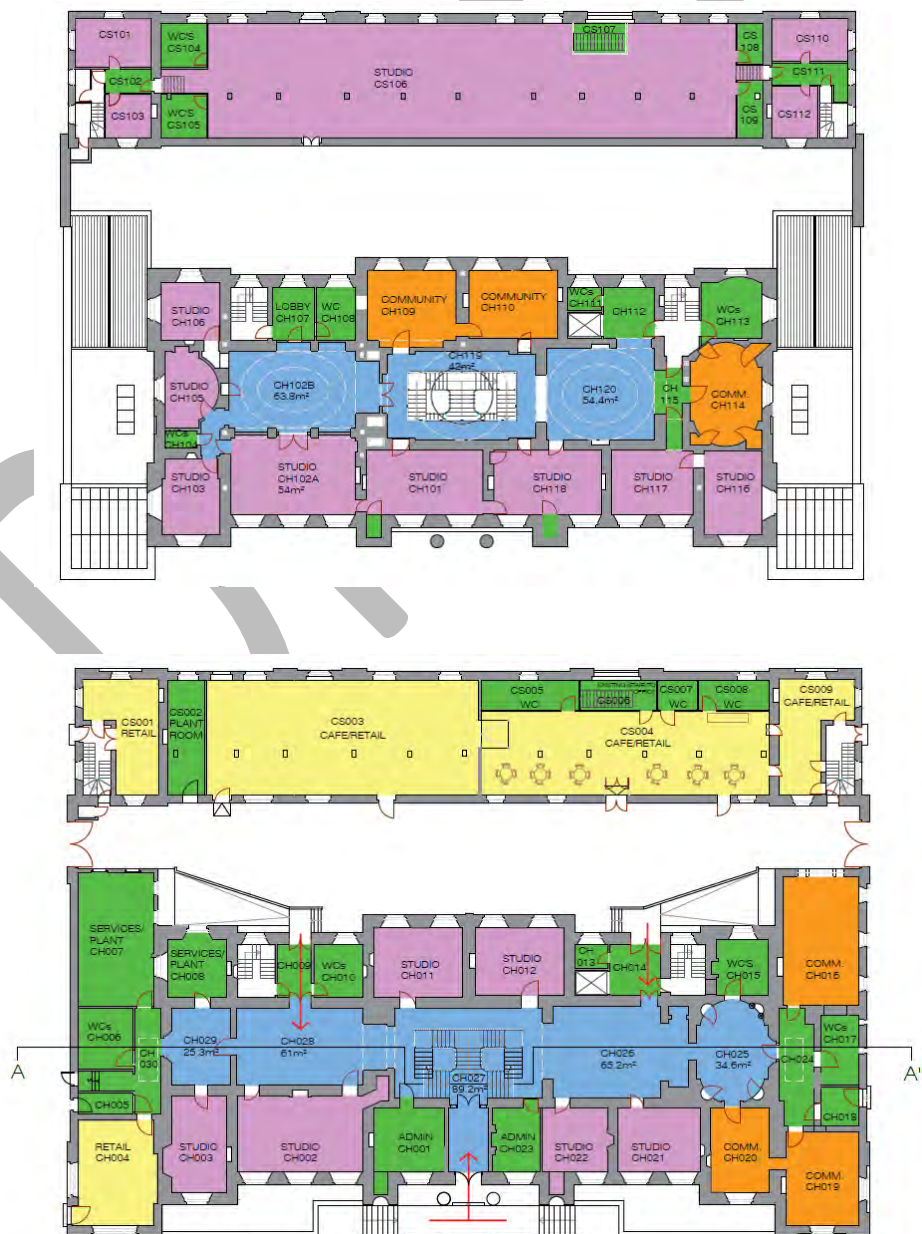 CS101
WC'S
CS104
CS107
CS
108
CS110
CS102
STUDIO
CS106
CS111
CS103
WC'S
CS105
CS
109
CS112
STUDIO
CH106
LOBBY
CH107
WC
CH108
COMMUNITY
CH109
COMMUNITY
CH110
WCs
CH111
CH112
WCs
CH113
STUDIO
CH105
CH102B
63.8m²
CH119
42m²
CH120
54.4m²
CH
115
COMM.
CH114
WCs
CH104
STUDIO
CH103
STUDIO
CH102A
54m²
STUDIO
CH101
STUDIO
CH118
STUDIO
CH117
STUDIO
CH116
CS001
RETAIL
CS002
PLANT
ROOM
CS003
CAFE/RETAIL
CS005
WC
CS006
CS007
WC
CS008
WC
CS009
CAFE/RETAIL
CS004
CAFE/RETAIL
SERVICES/
PLANT
CH007
SERVICES/
PLANT
CH008
CH009
WCs
CH010
STUDIO
CH011
STUDIO
CH012
CH
013
CH014
WC'S
CH015
COMM.
CH016
WCs
CH006
CH
030
CH029
25.3m²
CH028
61m²
CH027
89.2m²
CH026
65.2m²
CH025
34.6m²
CH024
WCs
CH017
A
A'
CH005
CH018
RETAIL
CH004
STUDIO
CH003
STUDIO
CH002
ADMIN
CH001
ADMIN
CH023
STUDIO
CH022
STUDIO
CH021
COMM.
CH020
COMM.
CH019